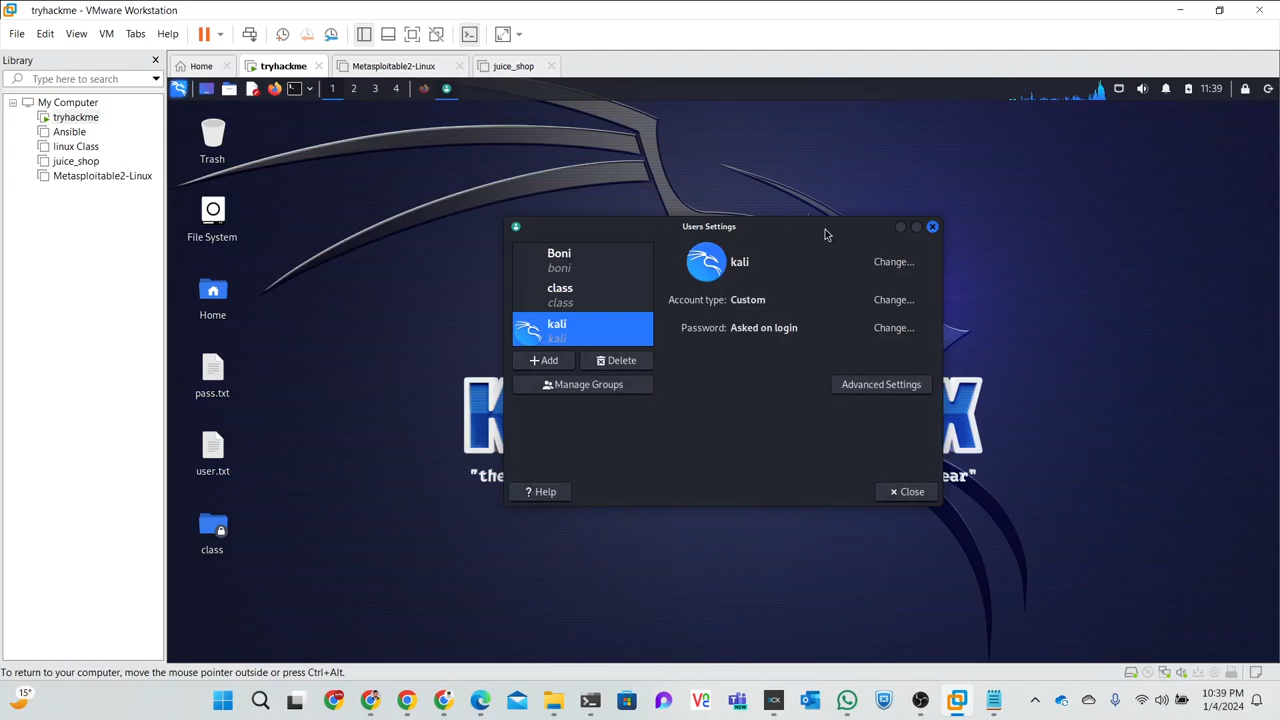 tryhackme - VMware Workstation
File Edit View VM Tabs Help
Library
Type here to search
My Computer
tryhackme
Ansible
linux Class
juice_shop
Metasploitable2-Linux
Home
tryhackme
Metasploitable2-Linux
juice_shop
1 2 3 4
11:39
Trash
File System
Home
pass.txt
user.txt
class
Users Settings
Boni
boni
class
class
kali
kali
+ Add
Delete
Manage Groups
kali
Change...
Account type: Custom
Change...
Password: Asked on login
Change...
Advanced Settings
? Help
Close
"the
ear"
To return to your computer, move the mouse pointer outside or press Ctrl+Alt.
15°
NEW
10:39 PM
1/4/2024